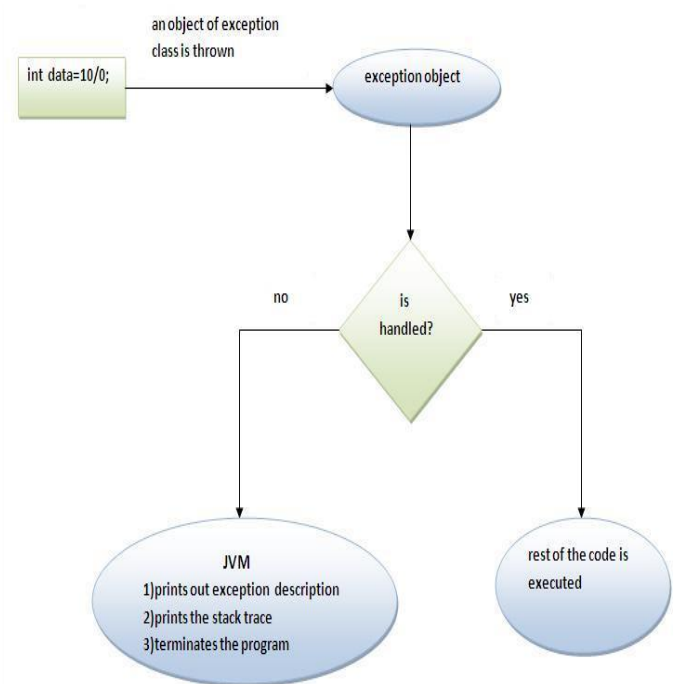 an object of exception
class is thrown
int data=10/0;
exception object
is
handled?
no
yes
JVM
1)prints out exception description
2)prints the stack trace
3)terminates the program
rest of the code is
executed